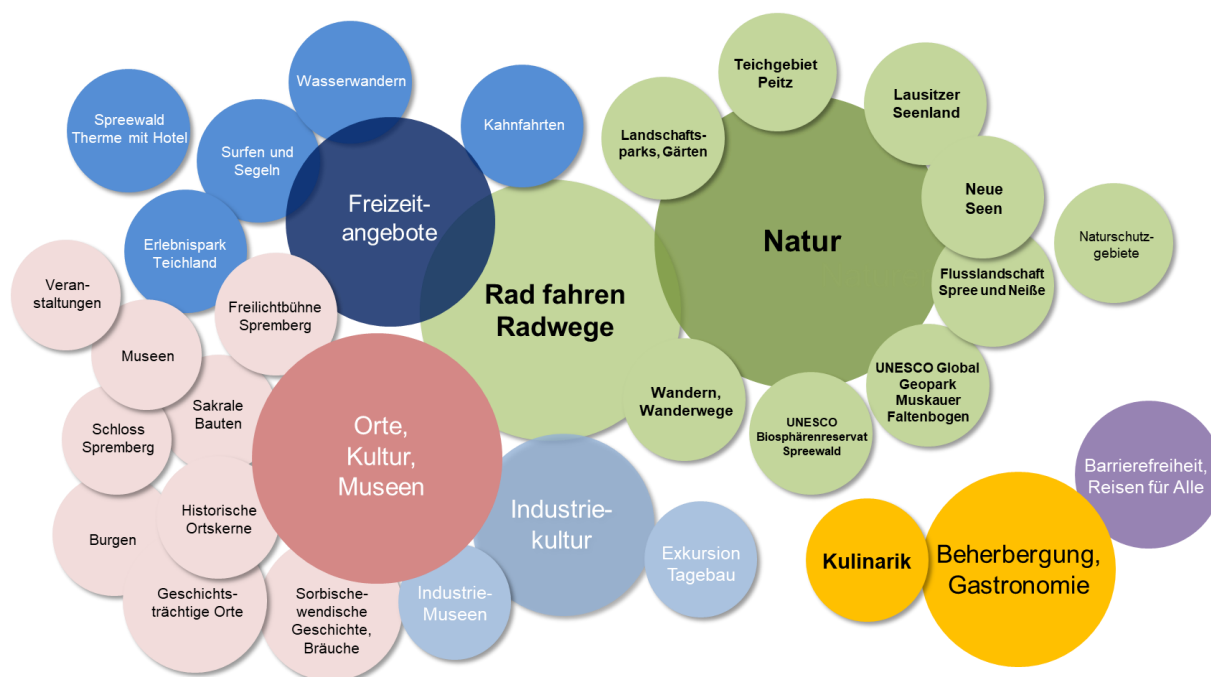 Wasserwandern
Spreewald
Therme mit Hotel
Surfen und
Segeln
Kahnfahrten
Freizeit-
angebote
Erlebnispark
Teichland
Teichgebiet
Peitz
Lausitzer
Seenland
Landschafts-
parks, Gärten
Neue
Seen
Natur
Naturschutz-
gebiete
Flusslandschaft
Spree und Neiße
Rad fahren
Radwege
UNESCO Global
Geopark
Muskauer
Faltenbogen
Wandern,
Wanderwege
UNESCO
Biosphärenreservat
Spreewald
Veran-
staltungen
Freilichtbühne
Spremberg
Museen
Sakrale
Bauten
Schloss
Spremberg
Orte,
Kultur,
Museen
Historische
Ortskerne
Burgen
Geschichts-
trächtige Orte
Sorbische-
wendische
Geschichte,
Bräuche
Industrie-
kultur
Industrie-
Museen
Exkursion
Tagebau
Kulinarik
Beherbergung,
Gastronomie
Barrierefreiheit,
Reisen für Alle